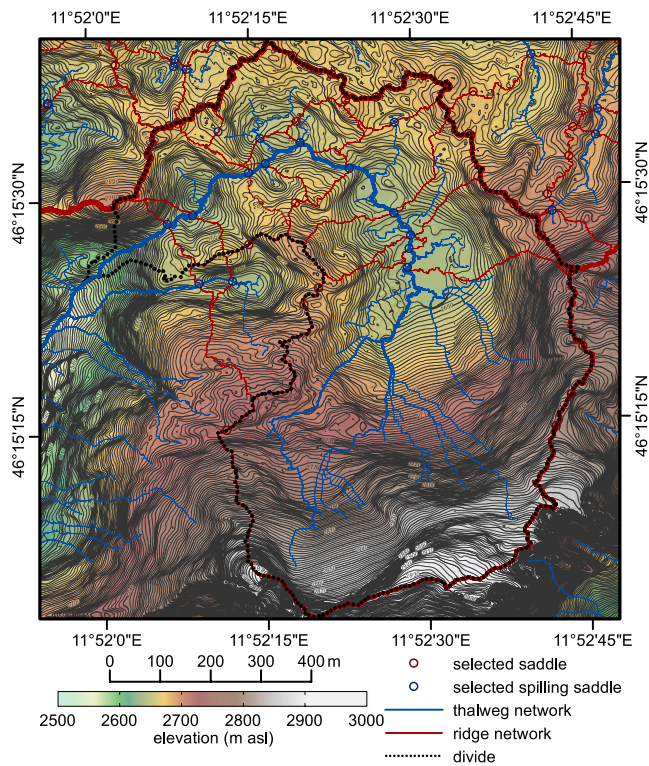 11°52'0"E 11°52'15"E 11°52'30"E 11°52'45"E
46°15'30"N 46°15'30"N
46°15'15"N 46°15'15"N
11°52'0"E 11°52'15"E 11°52'30"E 11°52'45"E
0 100 200 300 400 m
2500 2600 2700 2800 2900 3000
elevation (m asl)
selected saddle
selected spilling saddle
thalweg network
ridge network
divide